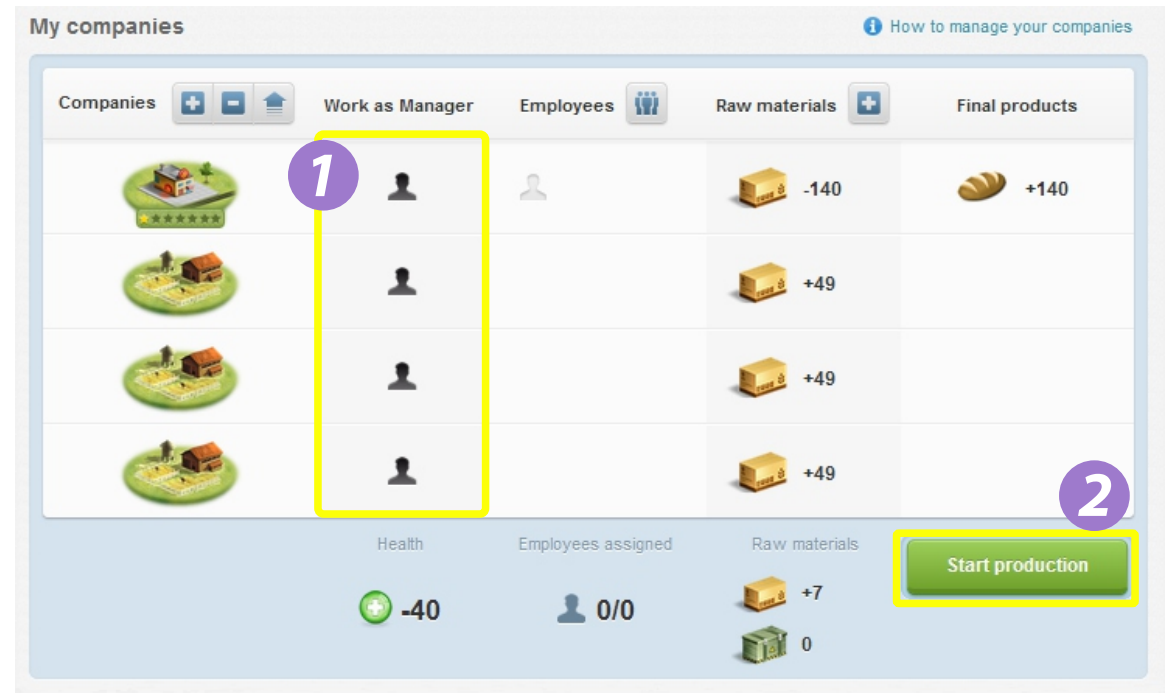 My companies
How to manage your companies
Companies Work as Manager Employees Raw materials Final products
1
-140 +140
+49
+49
+49
2
Health Employees assigned Raw materials
Start production
-40 0/0 +7
0